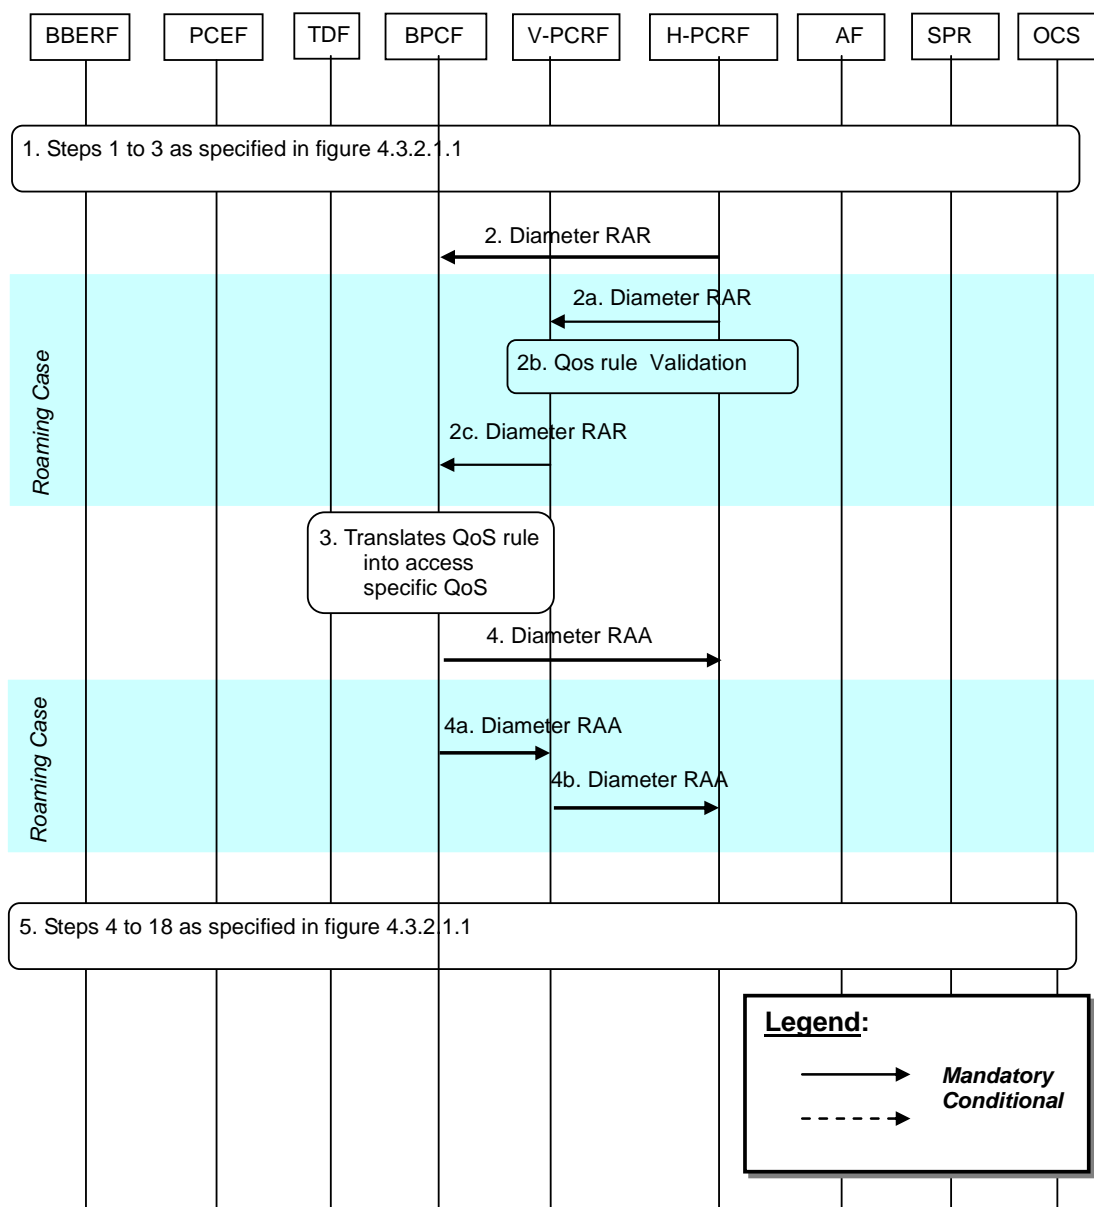 BBERF PCEF TDF BPCF V-PCRF H-PCRF AF SPR OCS
1. Steps 1 to 3 as specified in figure 4.3.2.1.1
2. Diameter RAR
2a. Diameter RAR
2b. Qos rule Validation
2c. Diameter RAR
Roaming Case
3. Translates QoS rule
into access
specific QoS
4. Diameter RAA
4a. Diameter RAA
4b. Diameter RAA
Roaming Case
5. Steps 4 to 18 as specified in figure 4.3.2.1.1
Legend:
Mandatory
Conditional